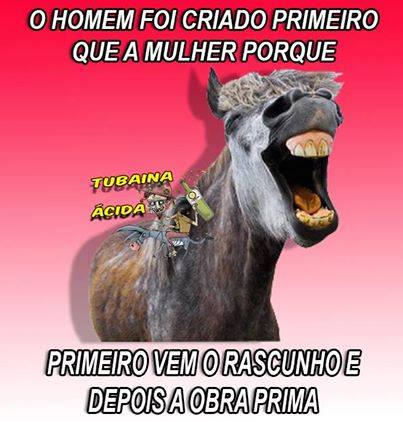 O HOMEM FOI CRIADO PRIMEIRO
QUE A MULHER PORQUE
TUBAINA
ÁCIDA
PRIMEIRO VEM O RASCUNHO E
DEPOIS A OBRA PRIMA